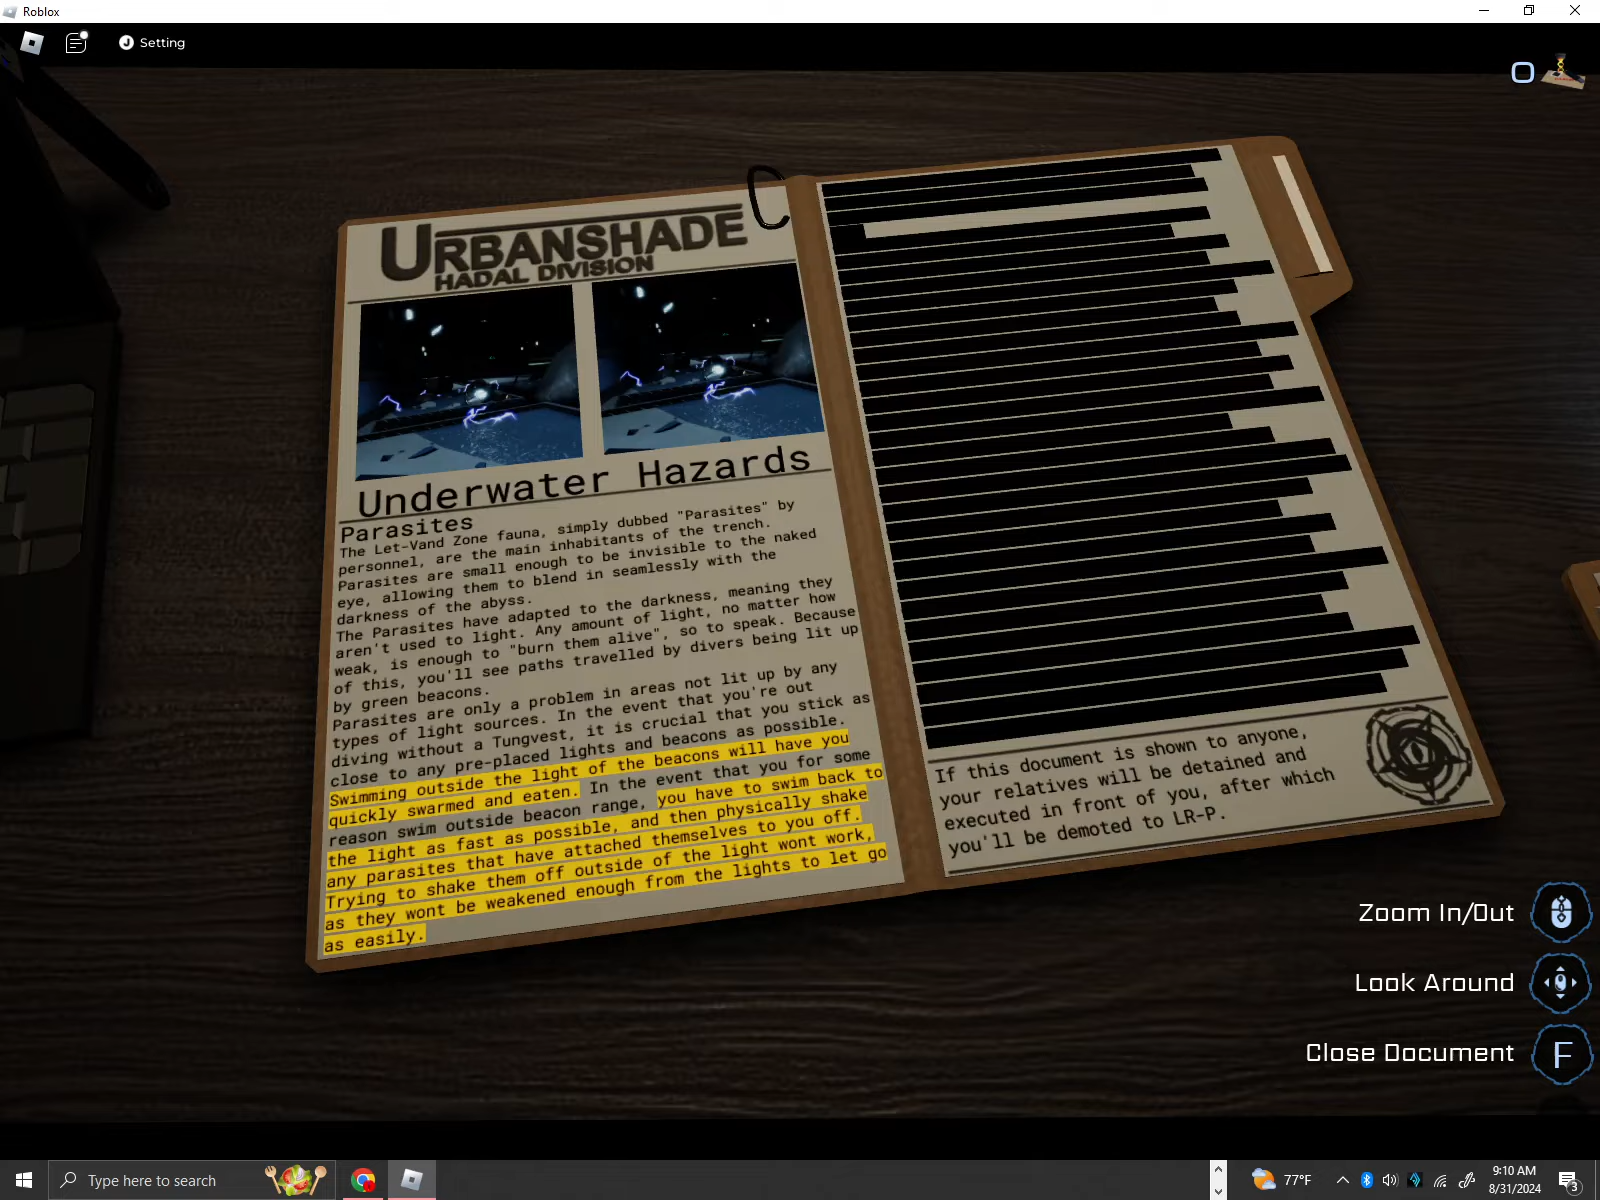 Roblox
Setting
URBANSHADE
HADAL DIVISION
Underwater Hazards
Parasites
The Let-Vand Zone fauna, simply dubbed "Parasites" by
personnel, are the main inhabitants of the trench.
Parasites are small enough to be invisible to the naked
eye, allowing them to blend in seamlessly with the
darkness of the abyss.
The Parasites have adapted to the darkness, meaning they
aren't used to light. Any amount of light, no matter how
weak, is enough to "burn them alive", so to speak. Because
of this, you'll see paths travelled by divers being lit up
by green beacons.
Parasites are only a problem in areas not lit up by any
types of light sources. In the event that you're out
diving without a Tungvest, it is crucial that you stick as
close to any pre-placed lights and beacons as possible.
Swimming outside the light of the beacons will have you
quickly swarmed and eaten. In the event that you for some
reason swim outside beacon range, you have to swim back to
the light as fast as possible, and then physically shake
any parasites that have attached themselves to you off.
Trying to shake them off outside of the light wont work,
as they wont be weakened enough from the lights to let go
as easily.
If this document is shown to anyone,
your relatives will be detained and
executed in front of you, after which
you'll be demoted to LR-P.
0
Zoom In/Out
Look Around
Close Document
F
Type here to search
77°F
9:10 AM
8/31/2024
3